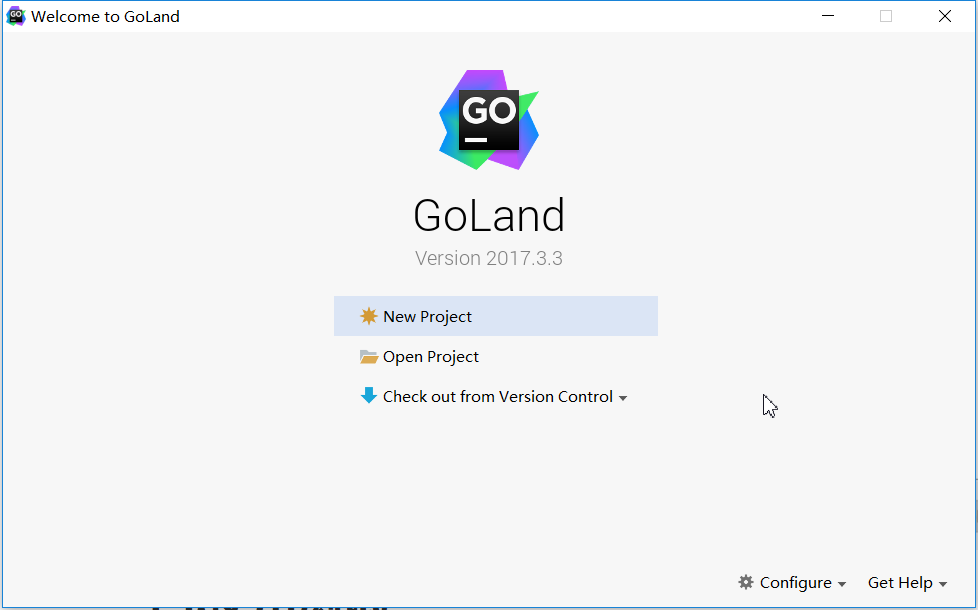 Welcome to GoLand
GO
GoLand
Version 2017.3.3
New Project
Open Project
Check out from Version Control
Configure
Get Help